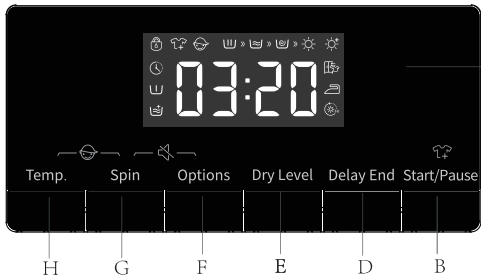 03:20
Temp. Spin Options Dry Level Delay End Start/Pause
H G F E D B